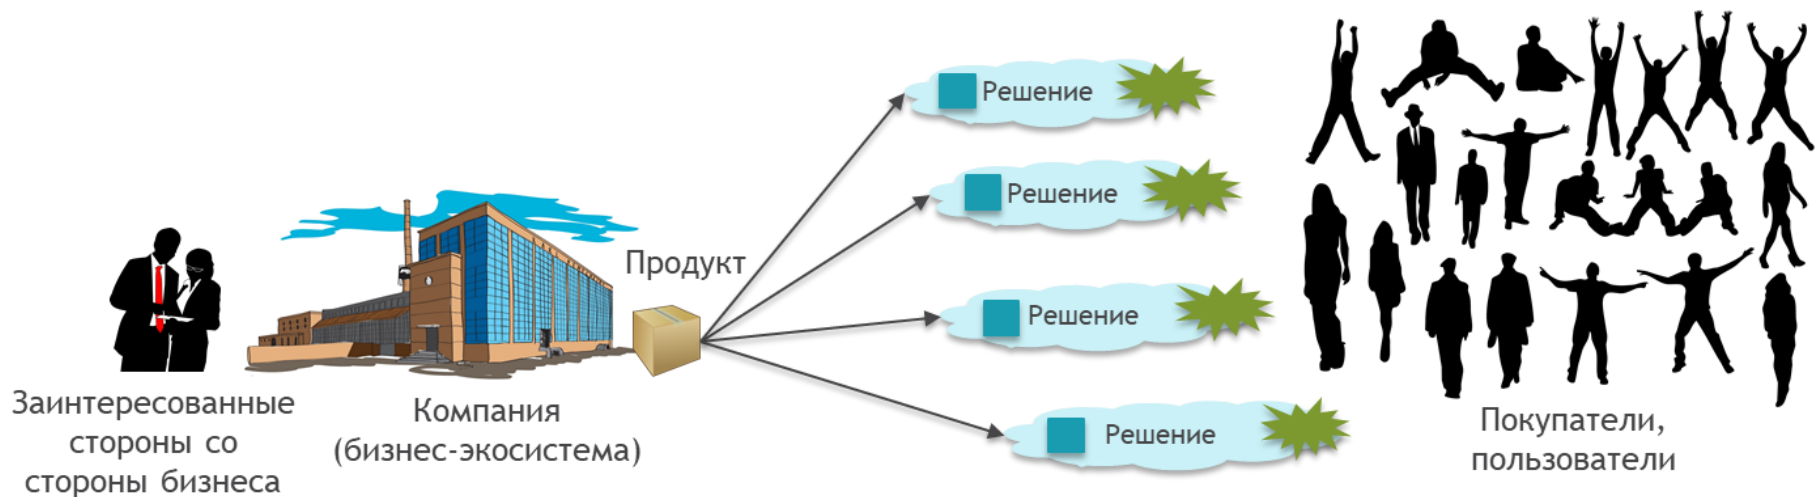 Заинтересованные
стороны со
стороны бизнеса
Компания
(бизнес-экосистема)
Продукт
Решение
Решение
Решение
Решение
Покупатели,
пользователи